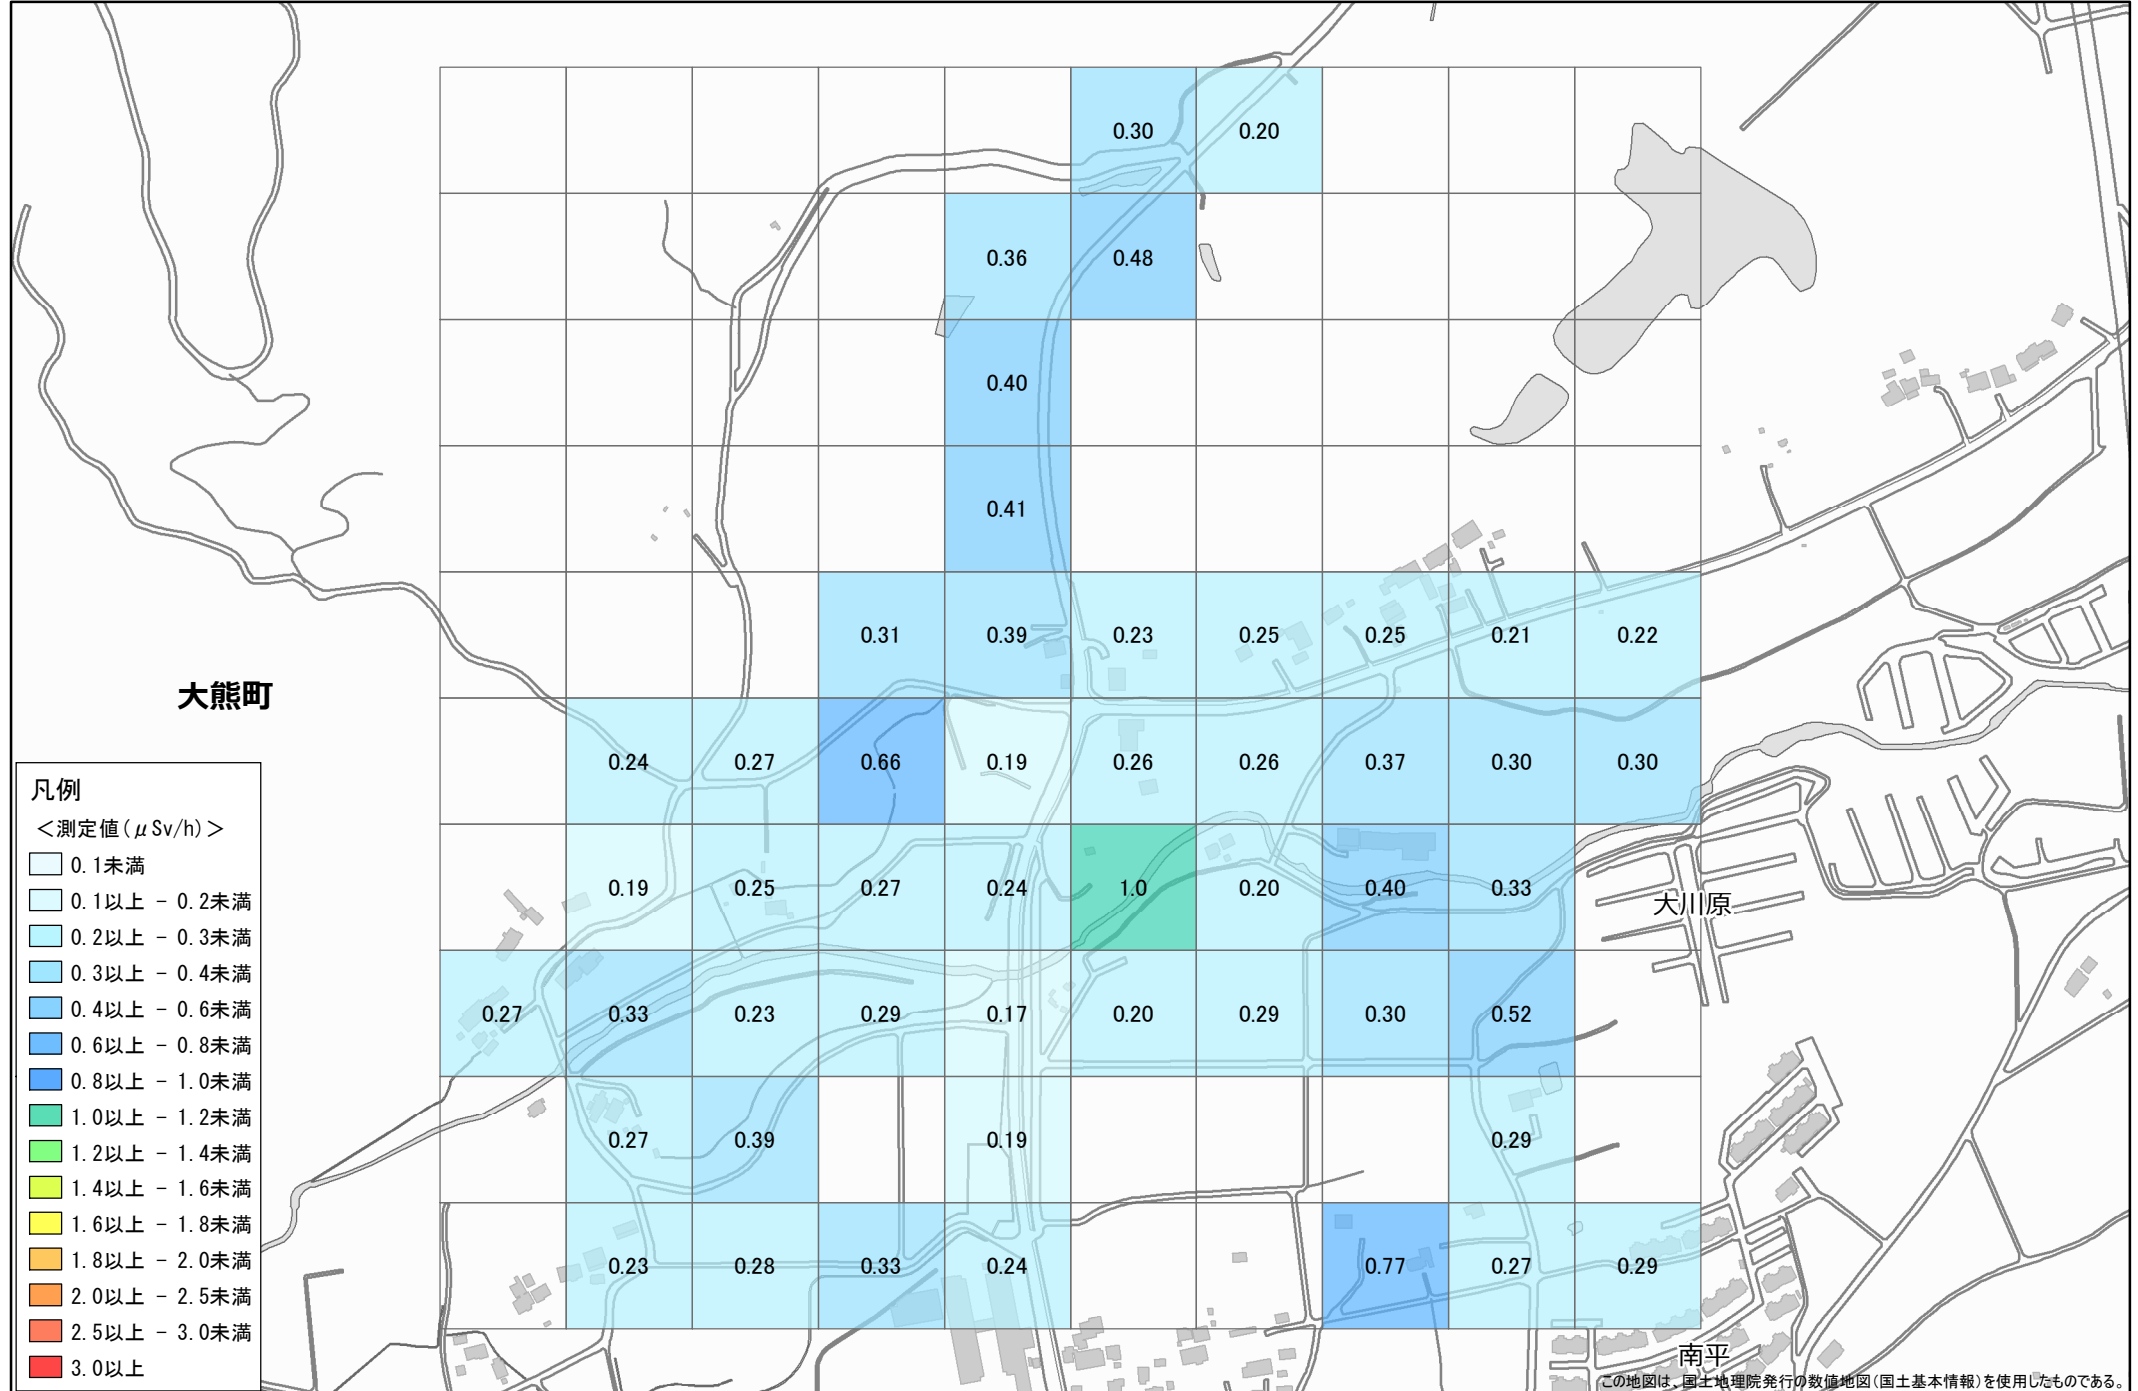 0.30 0.20
0.36 0.48
0.40
0.41
0.31 0.39 0.23 0.25 0.25 0.21 0.22
大熊町
0.24 0.27 0.66 0.19 0.26 0.26 0.37 0.30 0.30
0.19 0.25 0.27 0.24 1.0 0.20 0.40 0.33
大川原
0.27 0.33 0.23 0.29 0.17 0.20 0.29 0.30 0.52
0.27 0.39 0.19 0.29
0.23 0.28 0.33 0.24 0.77 0.27 0.29
南平
凡例
＜測定値(μSv/h)＞
0.1未満
0.1以上 - 0.2未満
0.2以上 - 0.3未満
0.3以上 - 0.4未満
0.4以上 - 0.6未満
0.6以上 - 0.8未満
0.8以上 - 1.0未満
1.0以上 - 1.2未満
1.2以上 - 1.4未満
1.4以上 - 1.6未満
1.6以上 - 1.8未満
1.8以上 - 2.0未満
2.0以上 - 2.5未満
2.5以上 - 3.0未満
3.0以上
この地図は、国土地理院発行の数値地図(国土基本情報)を使用したものである。